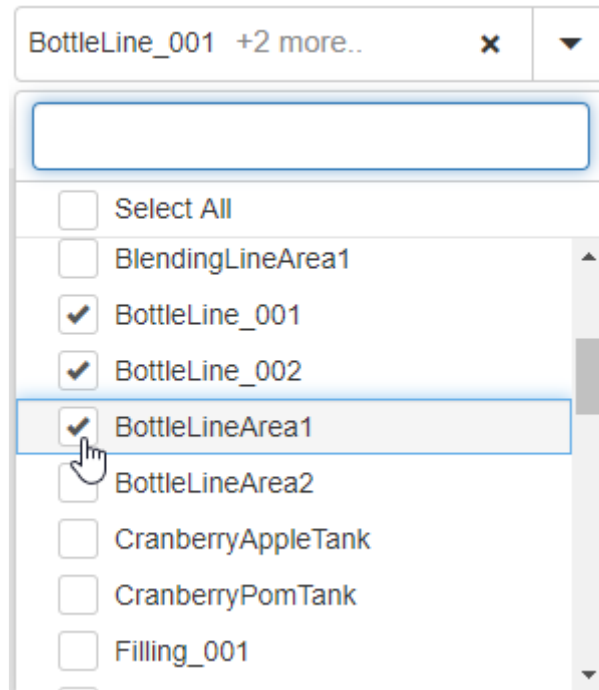 BottleLine_001 +2 more..
Select All
BlendingLineArea1
BottleLine_001
BottleLine_002
BottleLineArea1
BottleLineArea2
CranberryAppleTank
CranberryPomTank
Filling_001